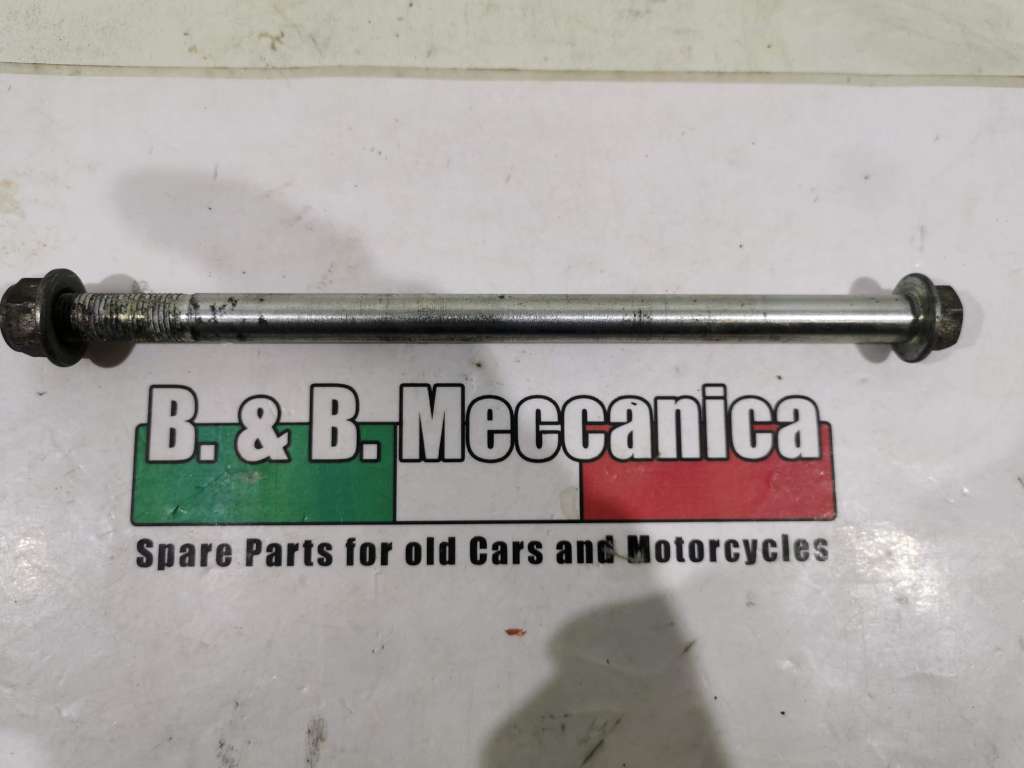 B. & B. Meccanica
Spare Parts for old Cars and Motorcycles